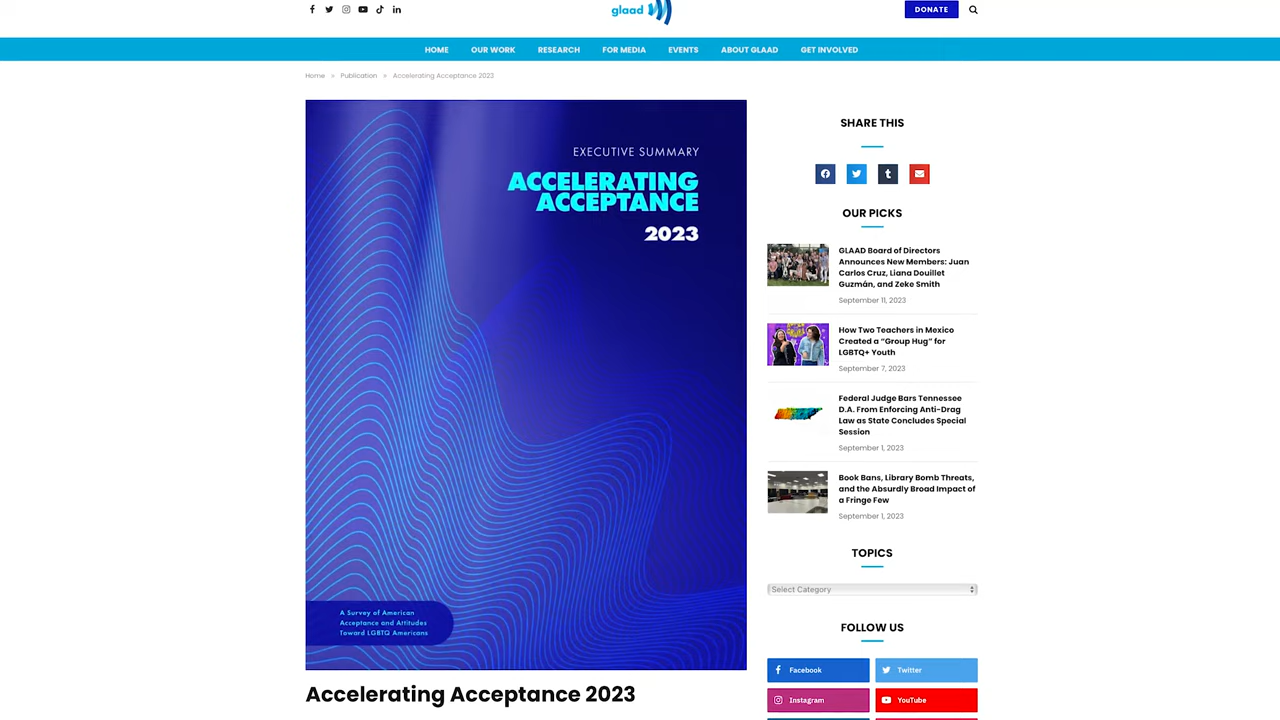 glaad
DONATE
HOME
OUR WORK
RESEARCH
FOR MEDIA
EVENTS
ABOUT GLAAD
GET INVOLVED
Home » Publication » Accelerating Acceptance 2023
EXECUTIVE SUMMARY
ACCELERATING
ACCEPTANCE
2023
A Survey of American
Acceptance and Attitudes
Toward LGBTQ Americans
Accelerating Acceptance 2023
SHARE THIS
OUR PICKS
GLAAD Board of Directors
Announces New Members: Juan
Carlos Cruz, Liana Douillet
Guzmán, and Zeke Smith
September 11, 2023
How Two Teachers in Mexico
Created a “Group Hug” for
LGBTQ+ Youth
September 7, 2023
Federal Judge Bars Tennessee
D.A. From Enforcing Anti-Drag
Law as State Concludes Special
Session
September 1, 2023
Book Bans, Library Bomb Threats,
and the Absurdly Broad Impact of
a Fringe Few
September 1, 2023
TOPICS
Select Category
FOLLOW US
Facebook
Twitter
Instagram
YouTube